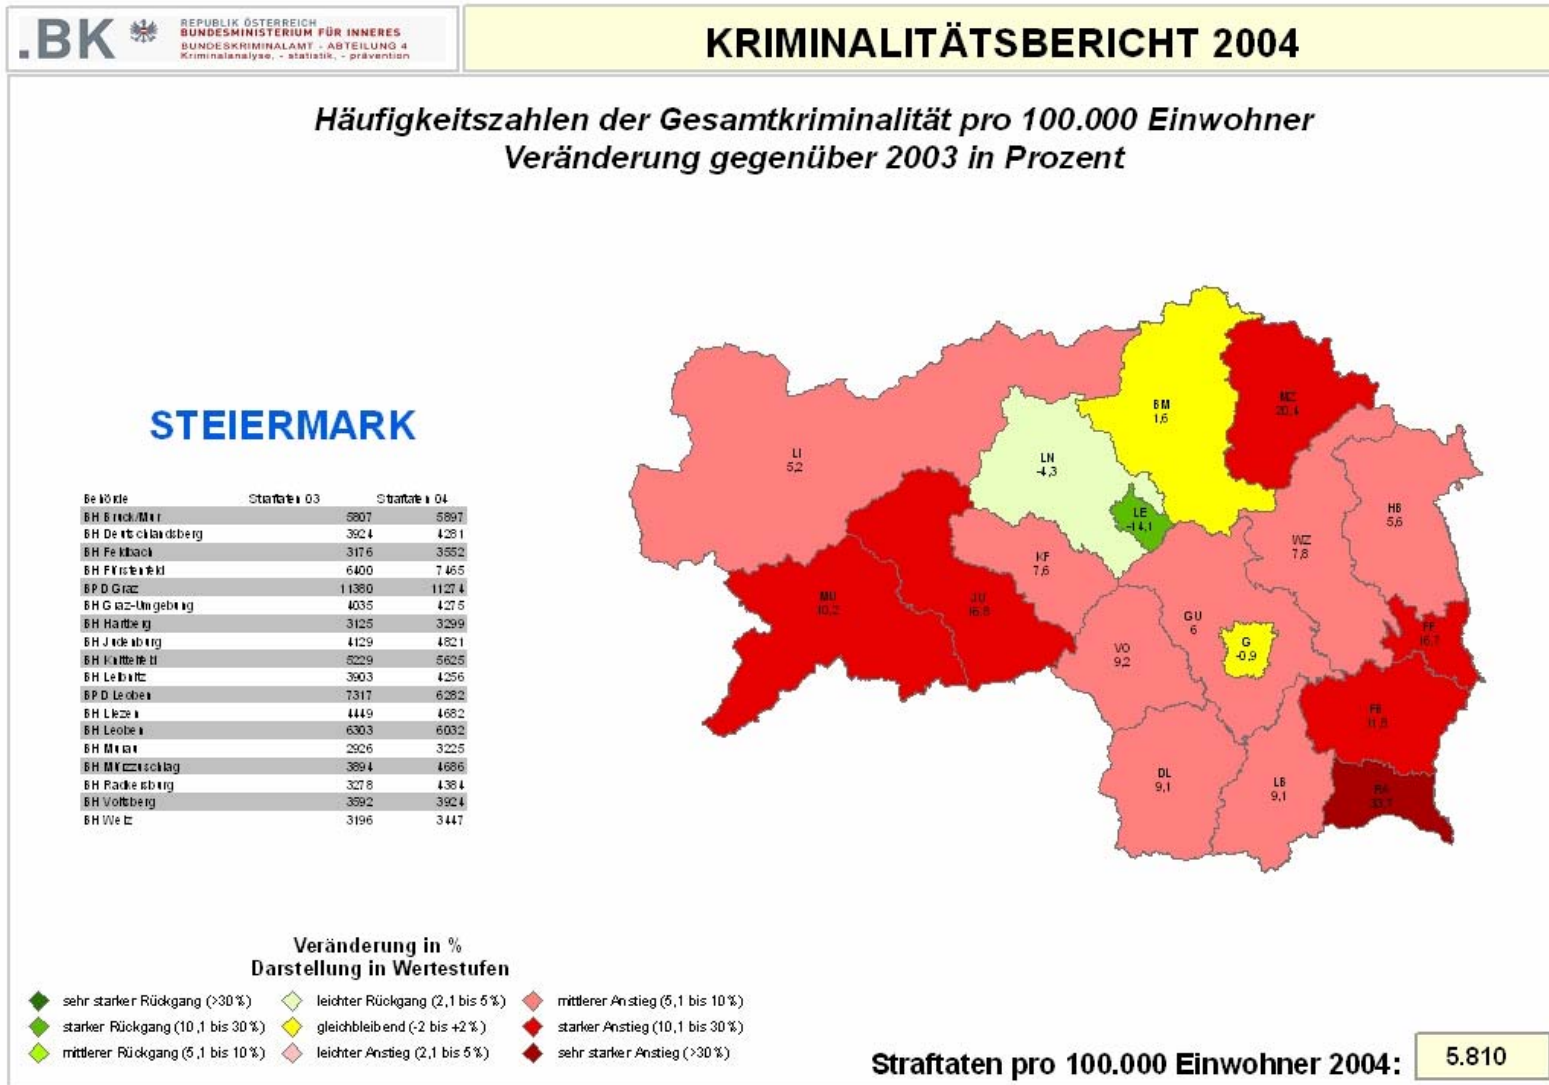 .BK
REPUBLIK ÖSTERREICH
BUNDESMINISTERIUM FÜR INNERES
BUNDESKRIMINALAMT - ABTEILUNG 4
Kriminalanalyse, - statistik, - prävention
KRIMINALITÄTSBERICHT 2004
Häufigkeitszahlen der Gesamtkriminalität pro 100.000 Einwohner
Veränderung gegenüber 2003 in Prozent
STEIERMARK
Behörde Straftaten 03 Straftaten 04
BH Bruck/Mur 5807 5897
BH Deutschlandsberg 3924 4281
BH Feldbach 3176 3552
BH Fürstenfeld 6400 7465
BPD Graz 11380 11274
BH Graz-Umgebung 4035 4275
BH Hartberg 3125 3299
BH Judenburg 4129 4821
BH Knittelfeld 5229 5625
BH Leibnitz 3903 4256
BPD Leoben 7317 6282
BH Liezen 4449 4682
BH Leoben 6303 6032
BH Murau 2926 3225
BH Mürzzuschlag 3894 4686
BH Radkersburg 3278 4384
BH Voitsberg 3592 3924
BH Weiz 3196 3447
BM
1,6
MZ
20,4
LI
5,2
LN
-4,3
LE
-14,1
HB
5,6
WZ
7,8
KF
7,6
MU
10,2
JU
16,8
GU
6
G
-0,9
VO
9,2
FF
16,7
FB
11,8
DL
9,1
LB
9,1
RA
33,7
Veränderung in %
Darstellung in Wertestufen
sehr starker Rückgang (>30%)
starker Rückgang (10,1 bis 30%)
mittlerer Rückgang (5,1 bis 10%)
leichter Rückgang (2,1 bis 5%)
gleichbleibend (-2 bis +2%)
leichter Anstieg (2,1 bis 5%)
mittlerer Anstieg (5,1 bis 10%)
starker Anstieg (10,1 bis 30%)
sehr starker Anstieg (>30%)
Straftaten pro 100.000 Einwohner 2004: 5.810